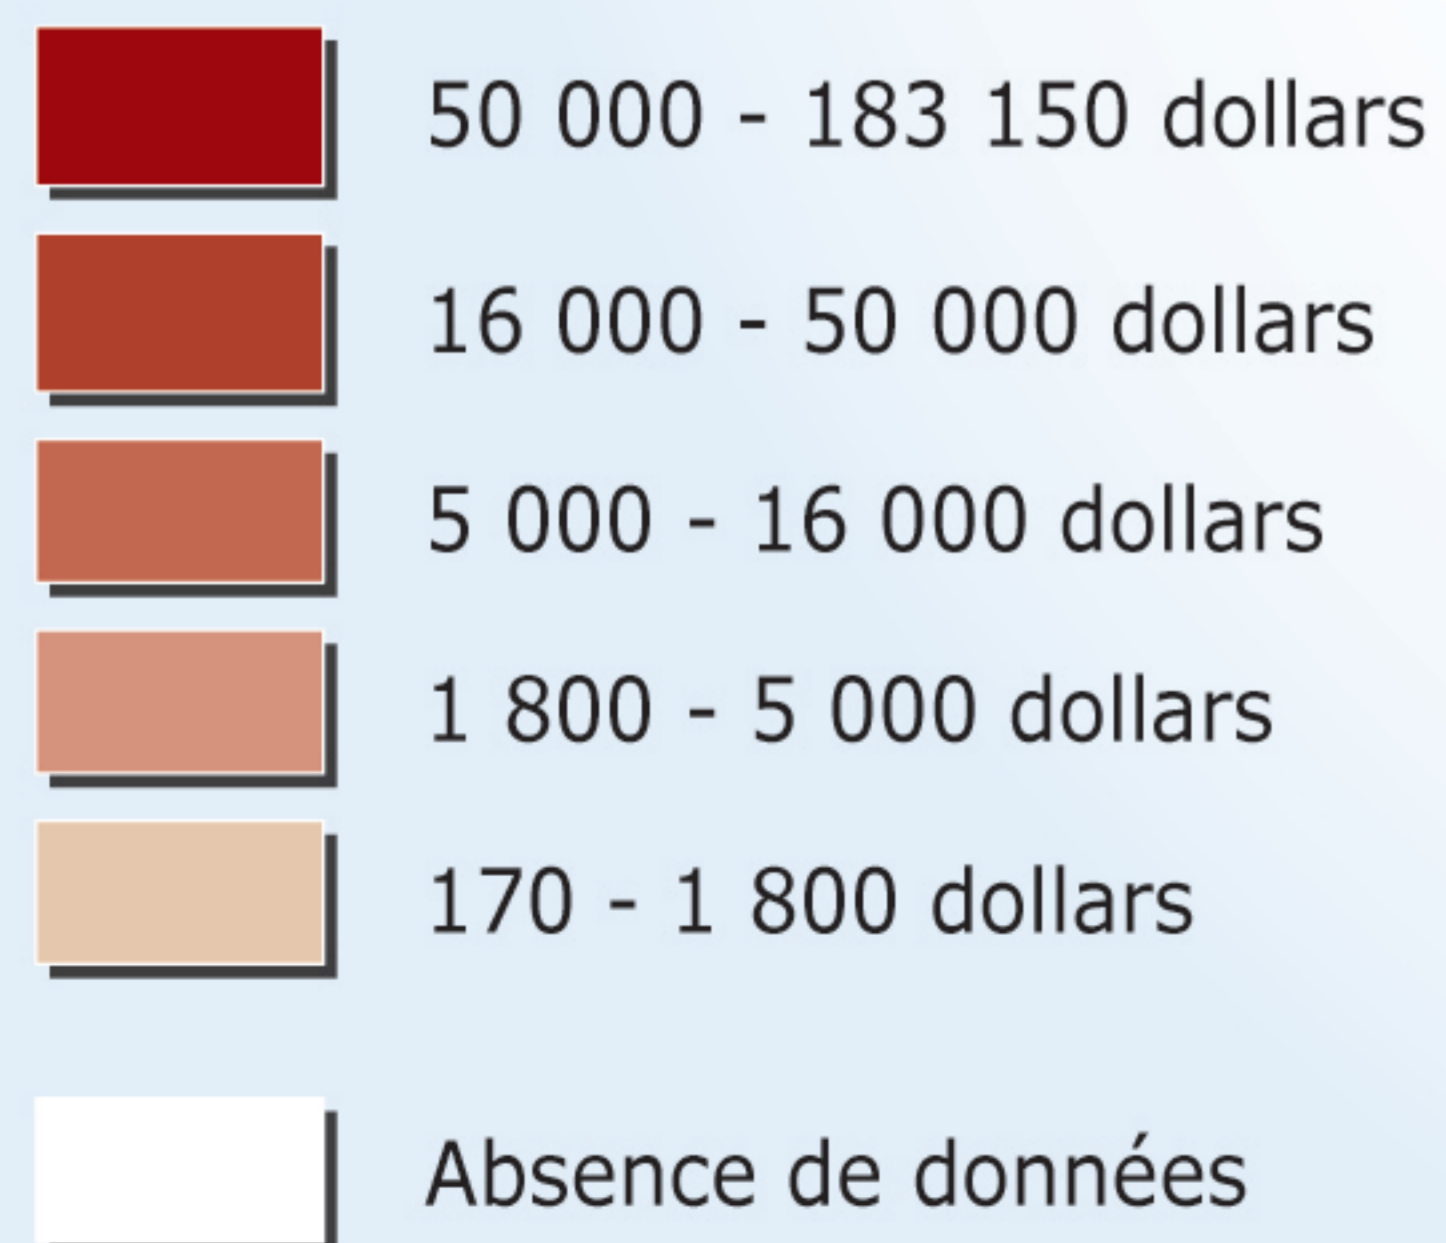 50 000 - 183 150 dollars
16 000 - 50 000 dollars
5 000 - 16 000 dollars
1 800 - 5 000 dollars
170 - 1 800 dollars
Absence de données